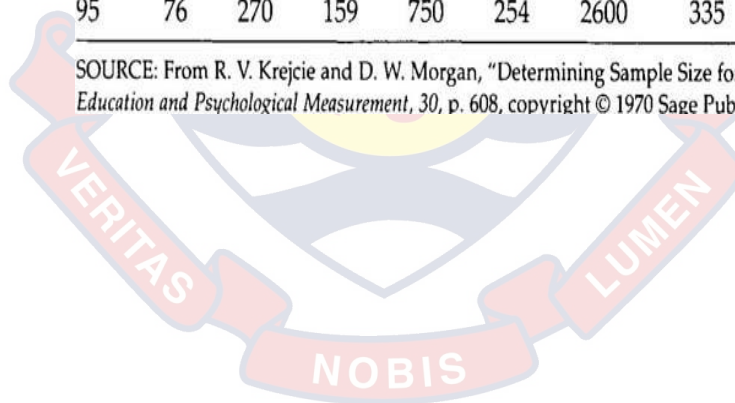 95 76 270 159 750 254 2600 335
SOURCE: From R. V. Krejcie and D. W. Morgan, "Determining Sample Size fo
Education and Psychological Measurement, 30, p. 608, copyright © 1970 Sage Pub
VERITAS
NOBIS
LUMEN